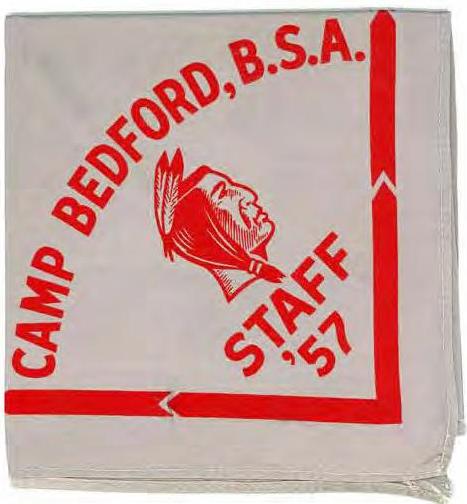 CAMP BEDFORD, B.S.A.
STAFF
'57